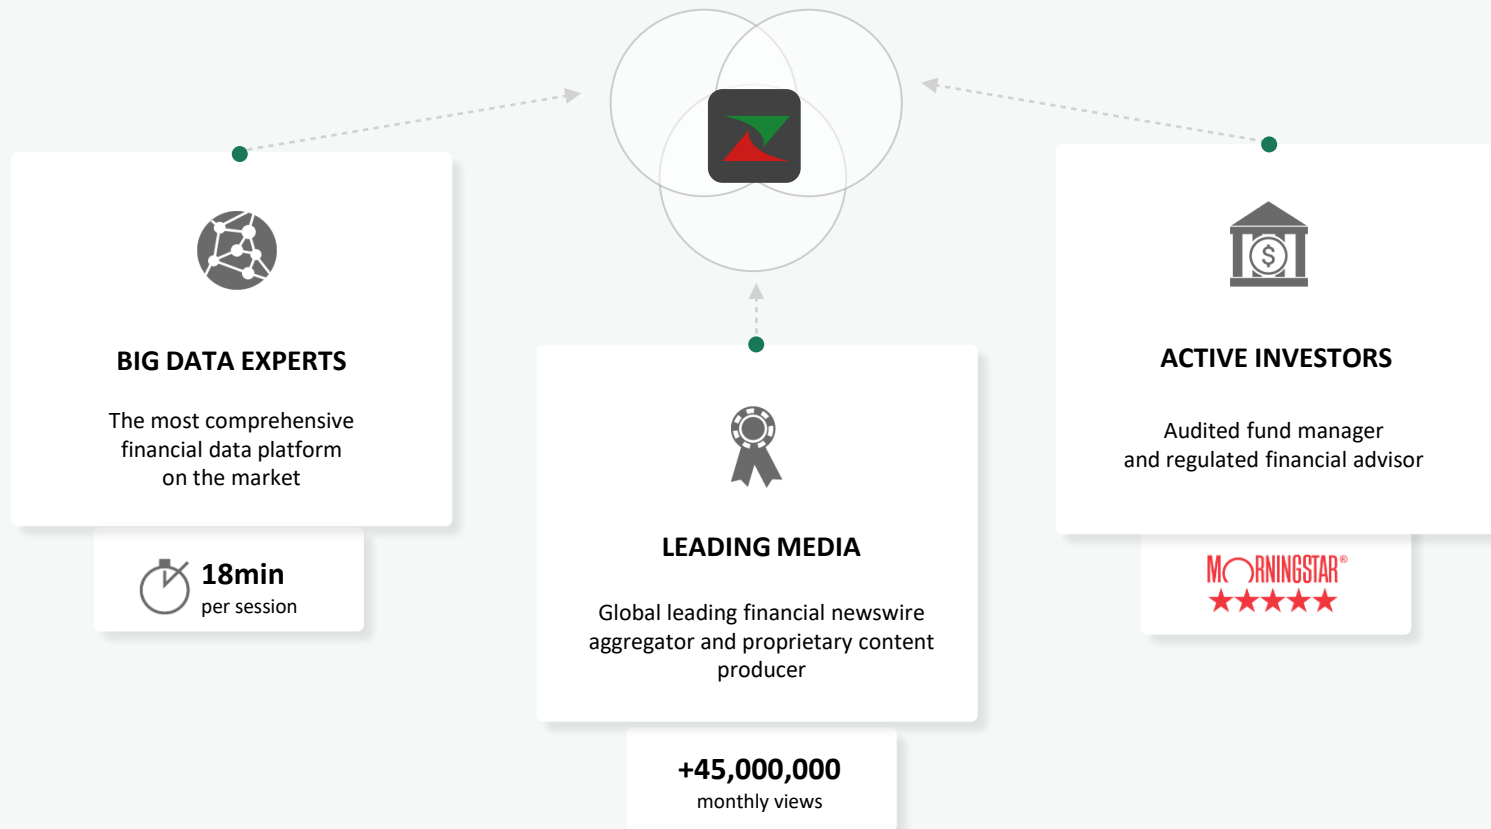 BIG DATA EXPERTS
The most comprehensive
financial data platform
on the market
18min
per session
LEADING MEDIA
Global leading financial newswire
aggregator and proprietary content
producer
+45,000,000
monthly views
$
ACTIVE INVESTORS
Audited fund manager
and regulated financial advisor
MORNINGSTAR®